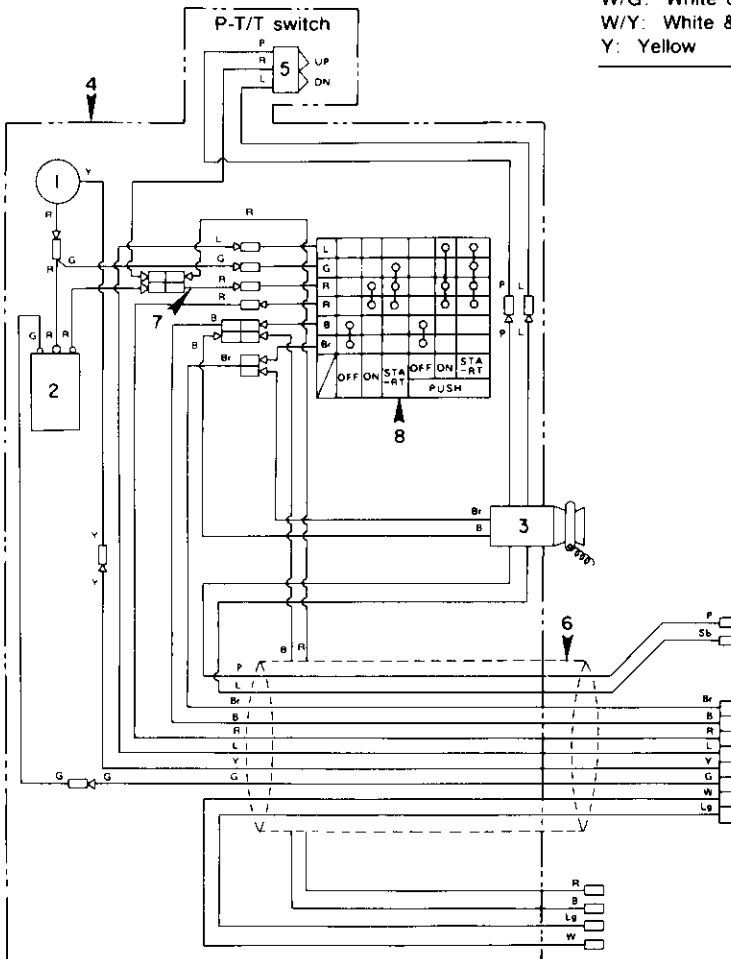 W/Y: White &
Y: Yellow
P-T/T switch
P
R
L
5
UP
DN
4
1
Y
R
R
G
R
L
G
R
R
7
B
B
Br
L
G
R
R
B
Br
OFF ON STA-RT OFF ON STA-RT
PUSH
8
P L
P L
G R R
2
Br
B
3
Y
Y
6
B R
P
L
Br
B
R
L
Y
G
G G
P
Sb
Br
B
R
L
Y
G
W
Lg
R
B
Lg
W